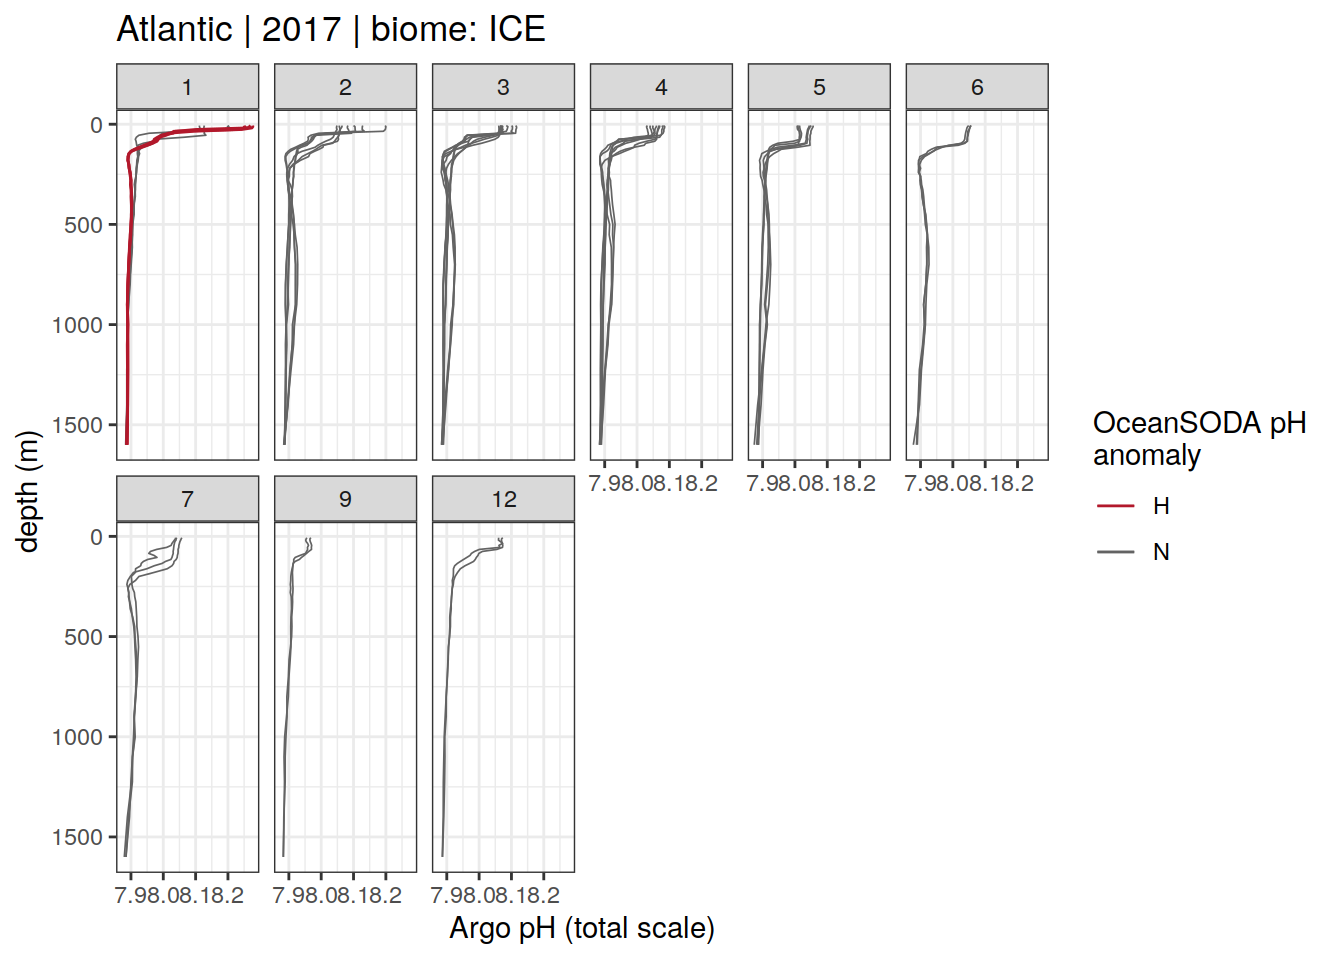 Atlantic | 2017 | biome: ICE
1 2 3 4 5 6
0
500
1000
1500
7.98.08.18.2 7.98.08.18.2 7.98.08.18.2
7 9 12
0
500
1000
1500
7.98.08.18.2 7.98.08.18.2 7.98.08.18.2
depth (m)
Argo pH (total scale)
OceanSODA pH
anomaly
H
N